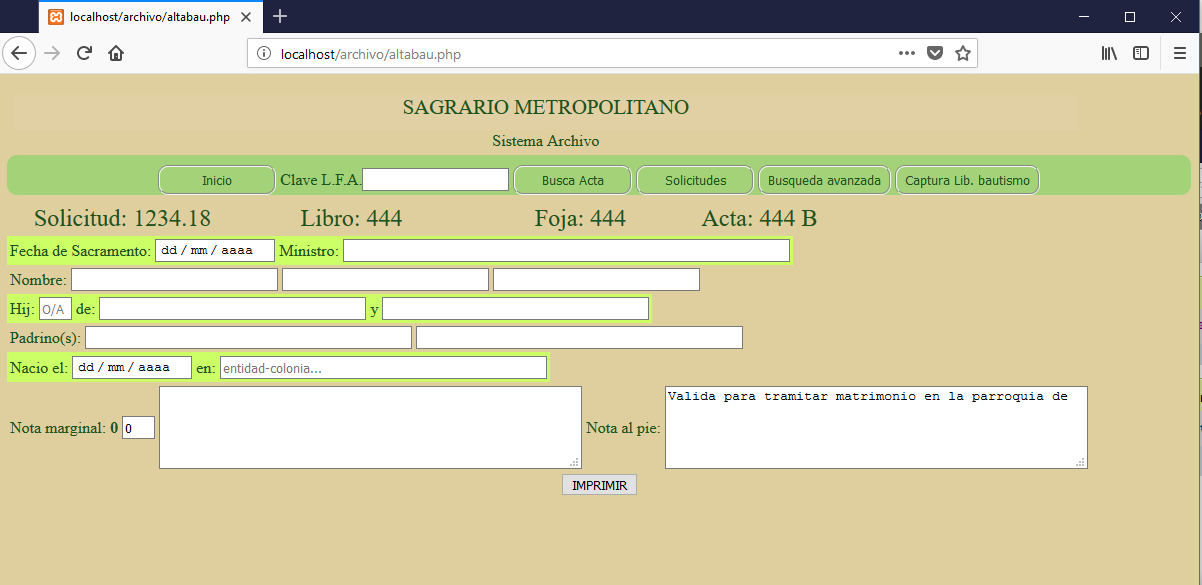 localhost/archivo/altabau.php
localhost/archivo/altabau.php
SAGRARIO METROPOLITANO
Sistema Archivo
Inicio Clave L.F.A. Busca Acta Solicitudes Busqueda avanzada Captura Lib. bautismo
Solicitud: 1234.18 Libro: 444 Foja: 444 Acta: 444 B
Fecha de Sacramento: dd / mm / aaaa Ministro:
Nombre:
Hij: O/A de: y
Padrino(s):
Nacio el: dd / mm / aaaa en: entidad-colonia...
Nota marginal: 0 0 Nota al pie: Valida para tramitar matrimonio en la parroquia de
IMPRIMIR